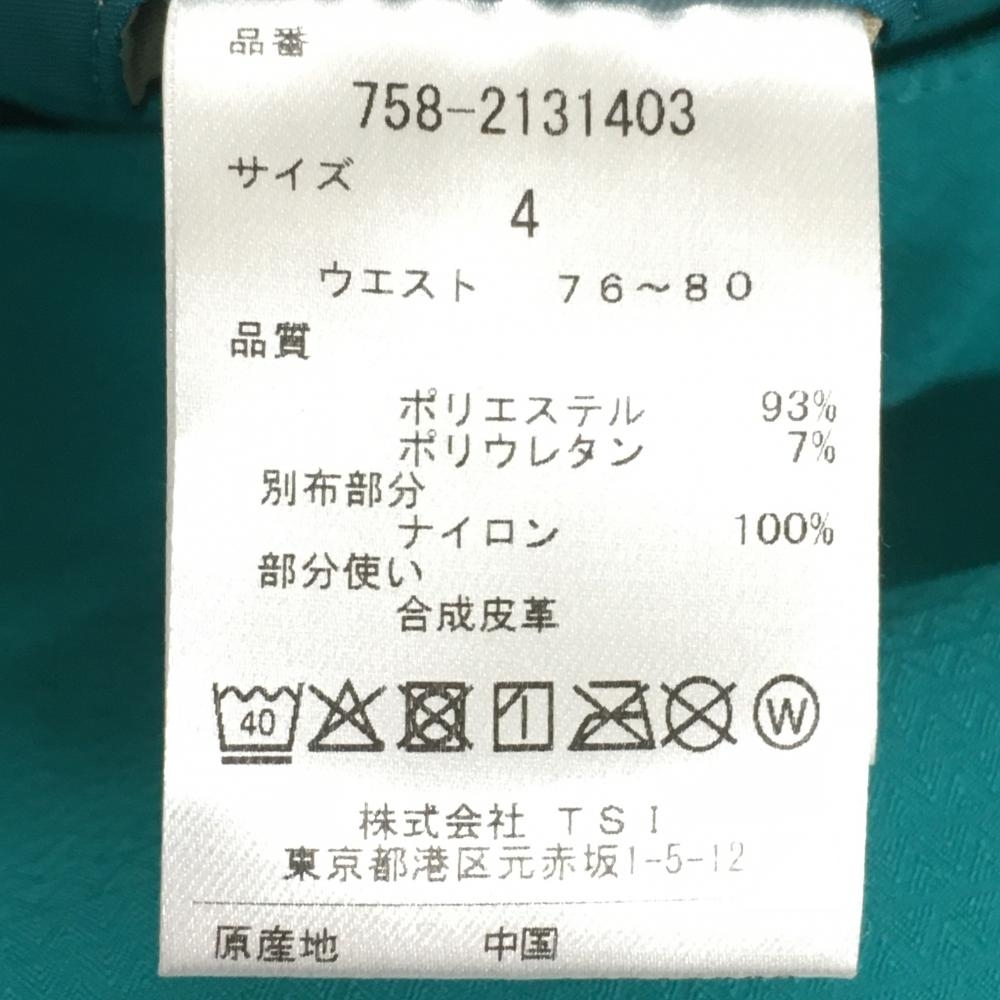 品番
758-2131403
サイズ
4
ウエスト 76～80
品質
ポリエステル 93%
ポリウレタン 7%
別布部分
ナイロン 100%
部分使い
合成皮革
40 W
株式会社 TSI
東京都港区元赤坂1-5-12
原産地 中国